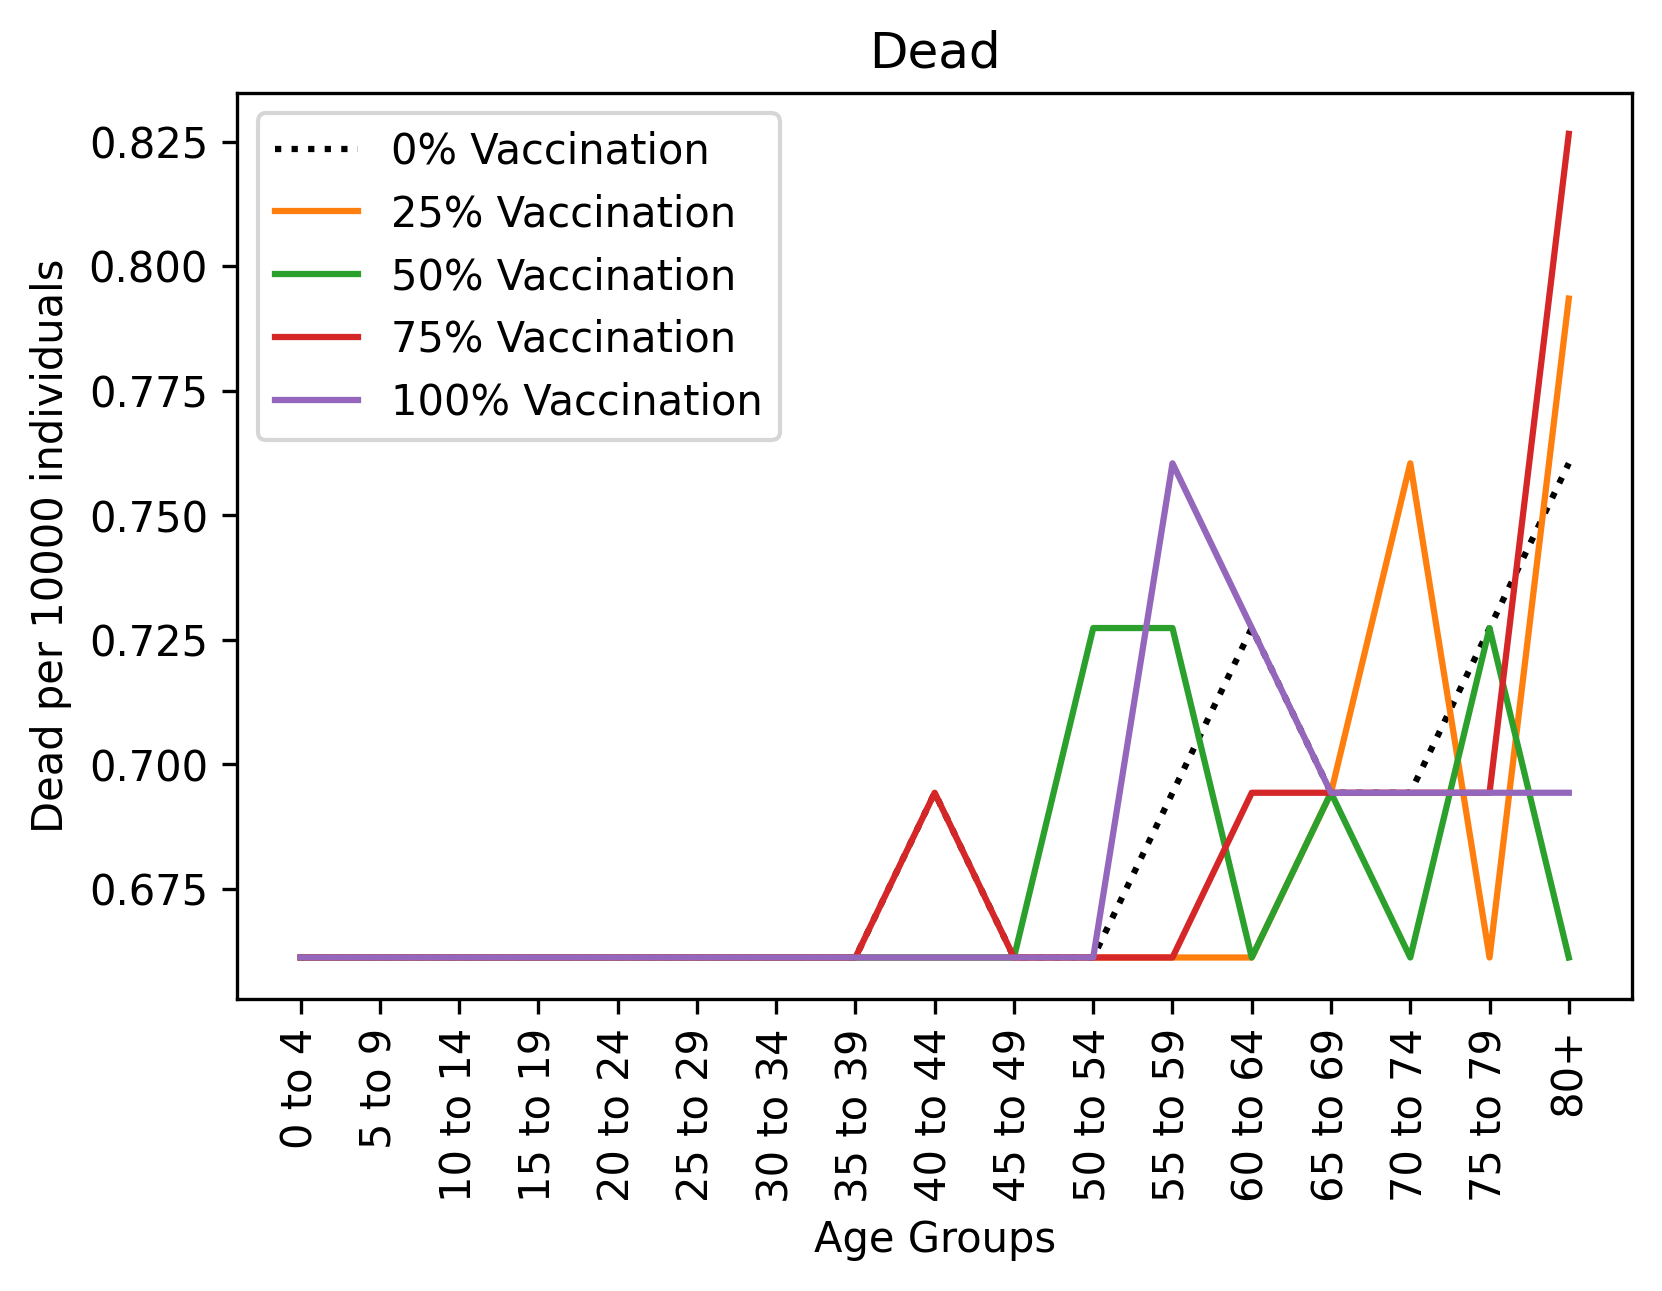 Dead
Dead per 10000 individuals
0.825
0.800
0.775
0.750
0.725
0.700
0.675
0% Vaccination
25% Vaccination
50% Vaccination
75% Vaccination
100% Vaccination
0 to 4
5 to 9
10 to 14
15 to 19
20 to 24
25 to 29
30 to 34
35 to 39
40 to 44
45 to 49
50 to 54
55 to 59
60 to 64
65 to 69
70 to 74
75 to 79
80+
Age Groups